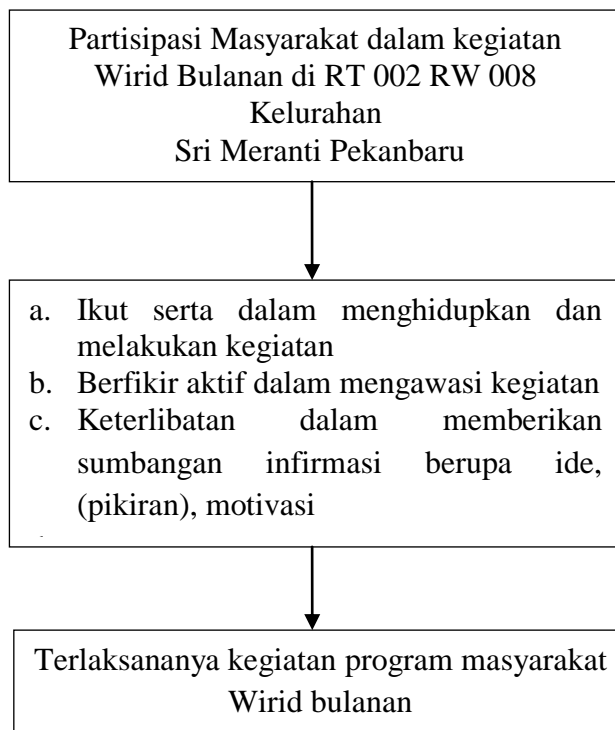 Partisipasi Masyarakat dalam kegiatan
Wirid Bulanan di RT 002 RW 008
Kelurahan
Sri Meranti Pekanbaru
a. Ikut serta dalam menghidupkan dan
melakukan kegiatan
b. Berfikir aktif dalam mengawasi kegiatan
c. Keterlibatan dalam memberikan
sumbangan infirmasi berupa ide,
(pikiran), motivasi
Terlaksananya kegiatan program masyarakat
Wirid bulanan